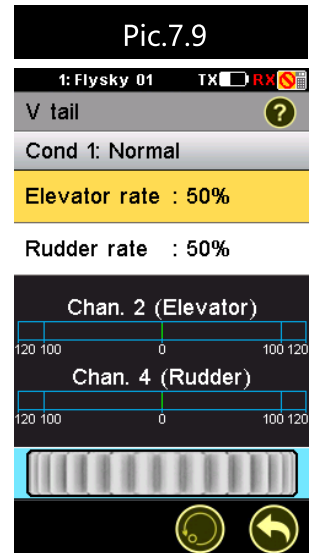 Pic.7.9
1: Flysky 01 TX RX
V tail ?
Cond 1: Normal
Elevator rate : 50%
Rudder rate : 50%
Chan. 2 (Elevator)
120 100 0 100 120
Chan. 4 (Rudder)
120 100 0 100 120